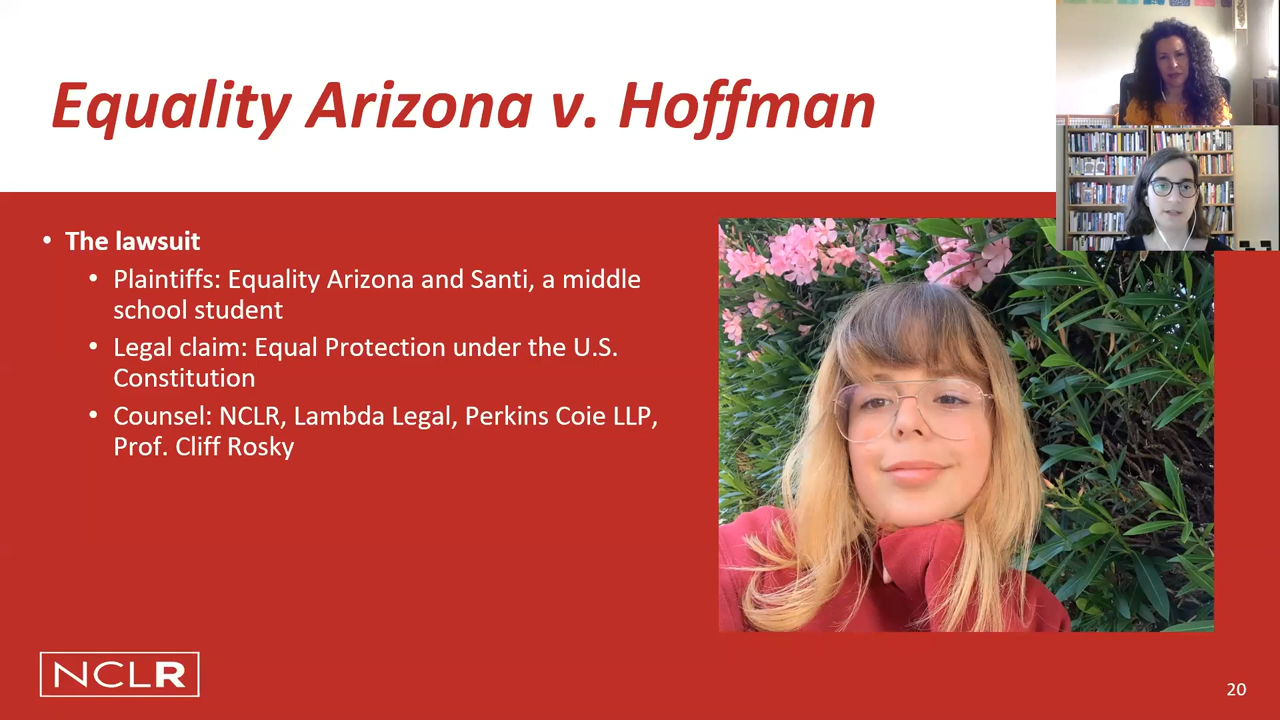 Equality Arizona v. Hoffman
• The lawsuit
• Plaintiffs: Equality Arizona and Santi, a middle
school student
• Legal claim: Equal Protection under the U.S.
Constitution
• Counsel: NCLR, Lambda Legal, Perkins Coie LLP,
Prof. Cliff Rosky
NCLR
20